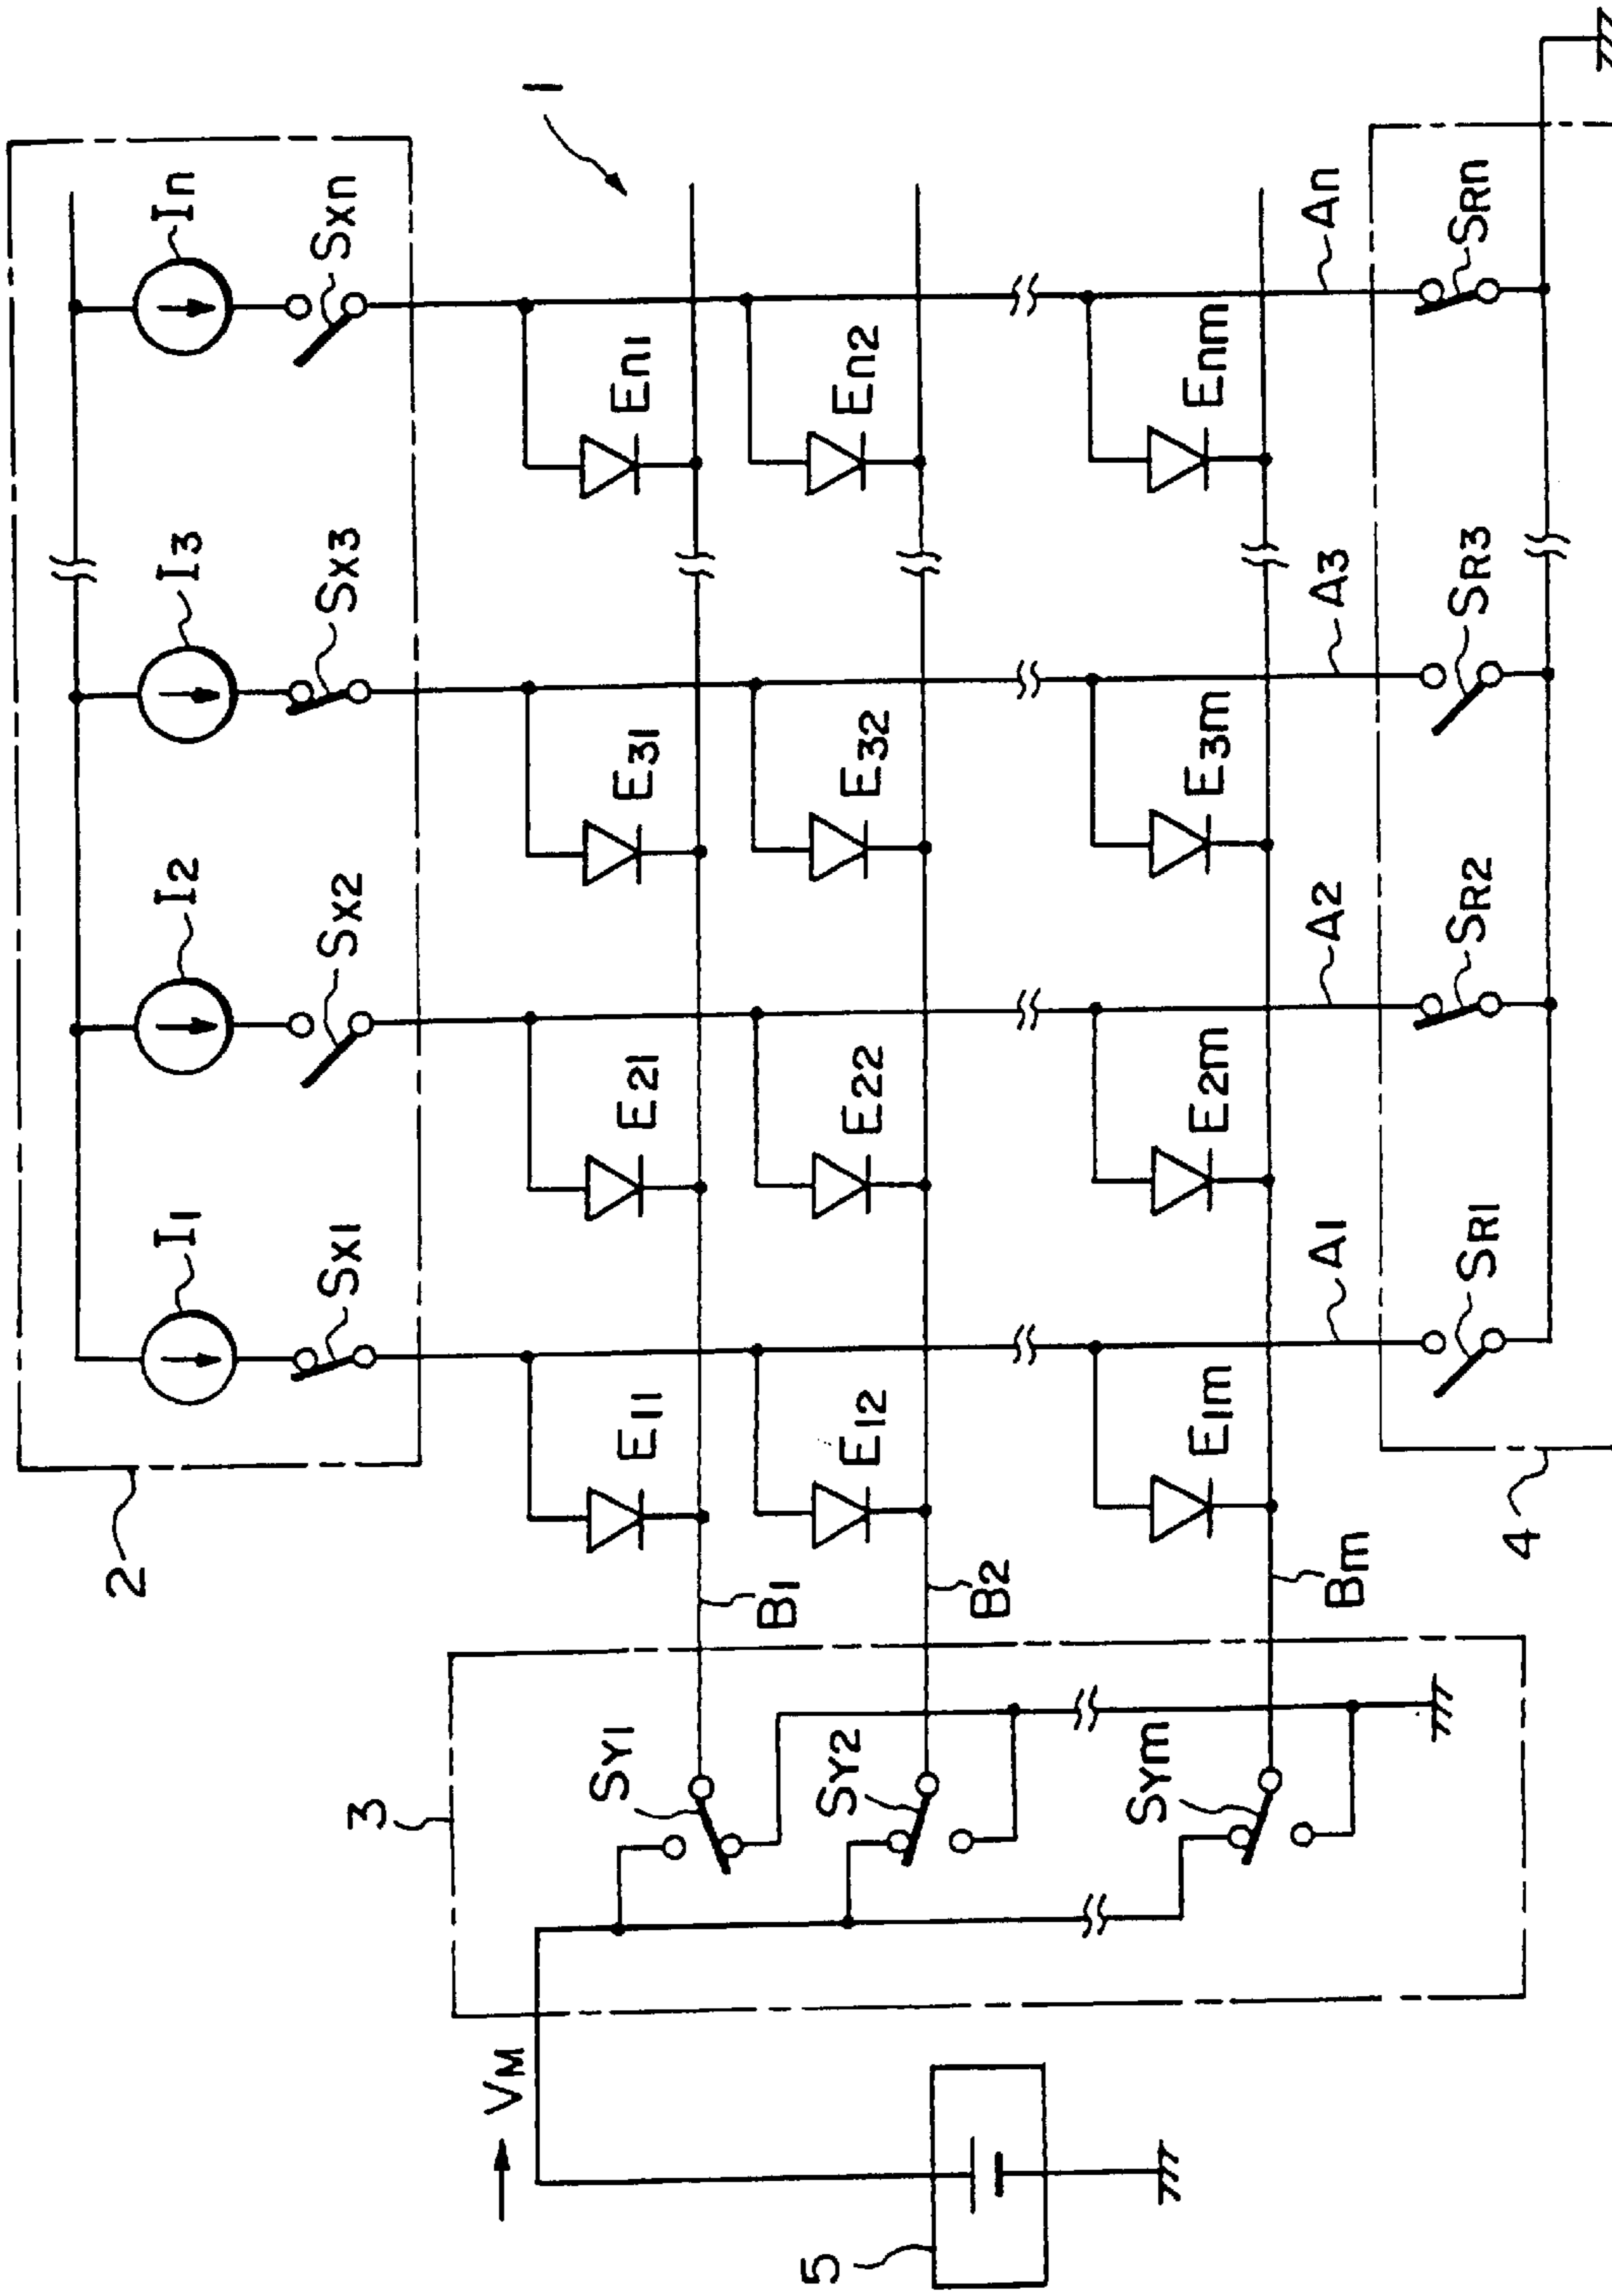 1
2
I1
I2
I3
In
SX1
SX2
SX3
SXn
E11
E21
E31
En1
B1
E12
E22
E32
En2
B2
E1m
E2m
E3m
Enm
Bm
3
SY1
SY2
SYm
A1
A2
A3
An
4
SR1
SR2
SR3
SRn
VM
5